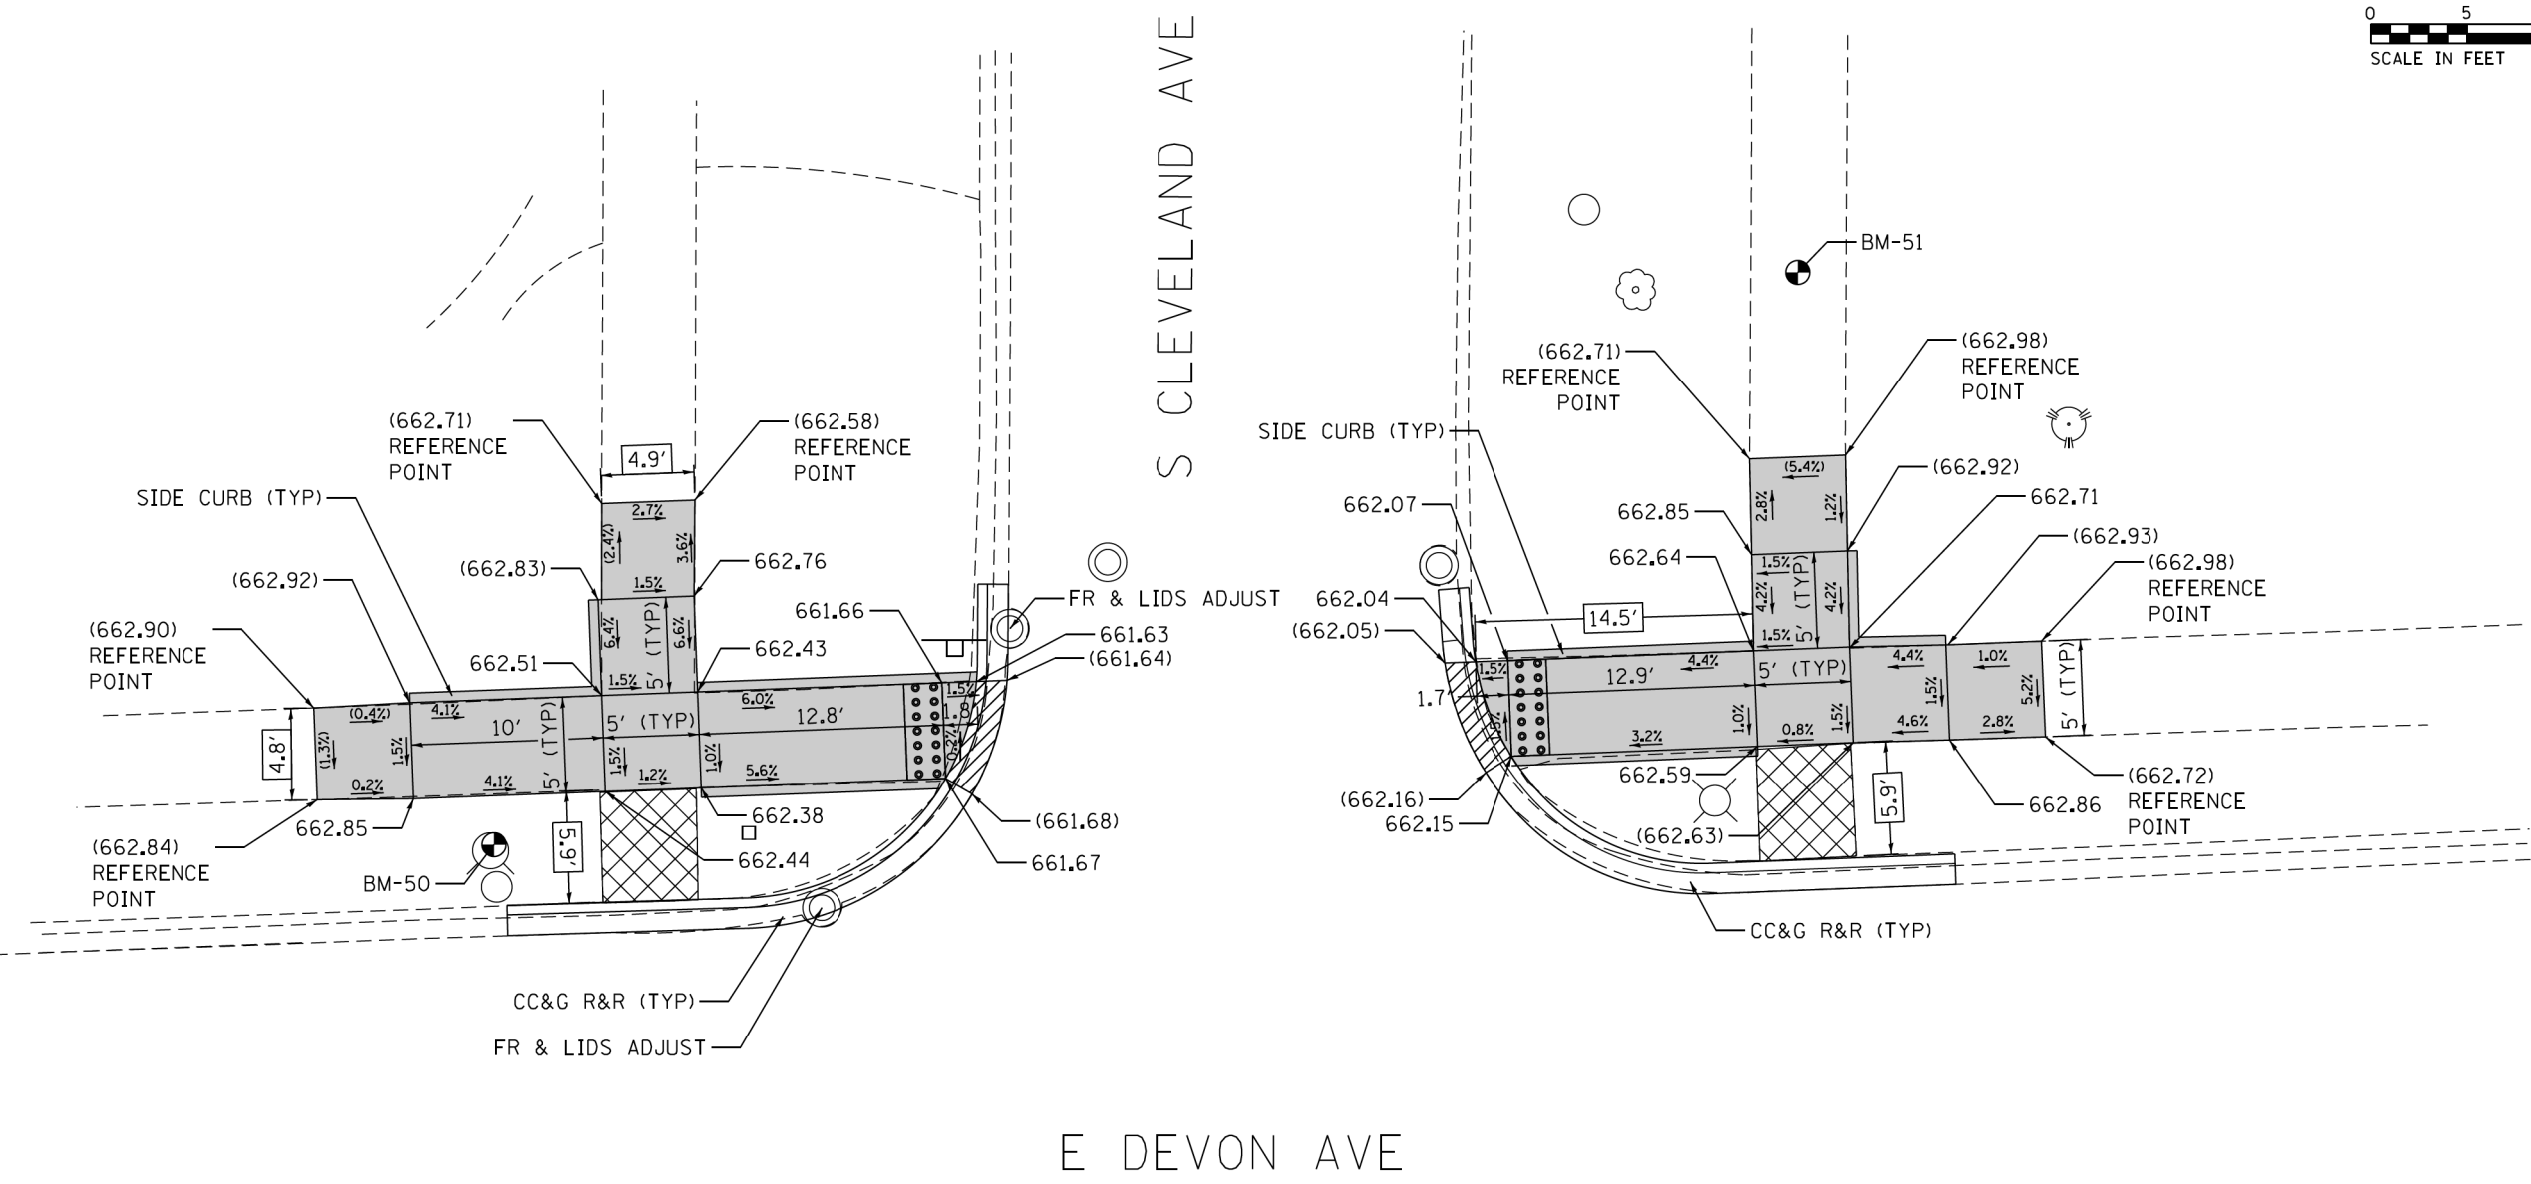 0 5
SCALE IN FEET
S CLEVELAND AVE
BM-51
(662.71)
REFERENCE
POINT
(662.98)
REFERENCE
POINT
(662.71)
REFERENCE
POINT
(662.58)
REFERENCE
POINT
4.9'
SIDE CURB (TYP)
SIDE CURB (TYP)
(5.4%)
(662.92)
662.71
2.8%
1.2%
662.07
662.85
2.7%
(2.4%)
3.6%
(662.93)
(662.98)
REFERENCE
POINT
662.64
(662.83)
662.76
1.5%
(662.92)
1.5%
4.2%
5' (TYP)
4.2%
1.5%
FR & LIDS ADJUST
662.04
(662.05)
14.5'
661.66
661.63
(661.64)
(662.90)
REFERENCE
POINT
6.4%
5' (TYP)
6.6%
1.5%
662.43
662.51
1.5%
4.4%
12.9'
5' (TYP)
4.4%
1.0%
1.5%
5.2%
5' (TYP)
1.7'
1.0%
1.5%
3.2%
0.8%
4.6%
2.8%
(0.4%)
4.1%
10'
5' (TYP)
5' (TYP)
6.0%
12.8'
1.5%
1.8'
0.2%
4.8'
(1.3%)
1.5%
1.5%
1.0%
0.2%
4.1%
1.2%
5.6%
662.59
(662.16)
662.15
(662.63)
5.9'
662.86
(662.72)
REFERENCE
POINT
662.85
(662.84)
REFERENCE
POINT
BM-50
5.9'
662.38
662.44
(661.68)
661.67
CC&G R&R (TYP)
CC&G R&R (TYP)
FR & LIDS ADJUST
E DEVON AVE